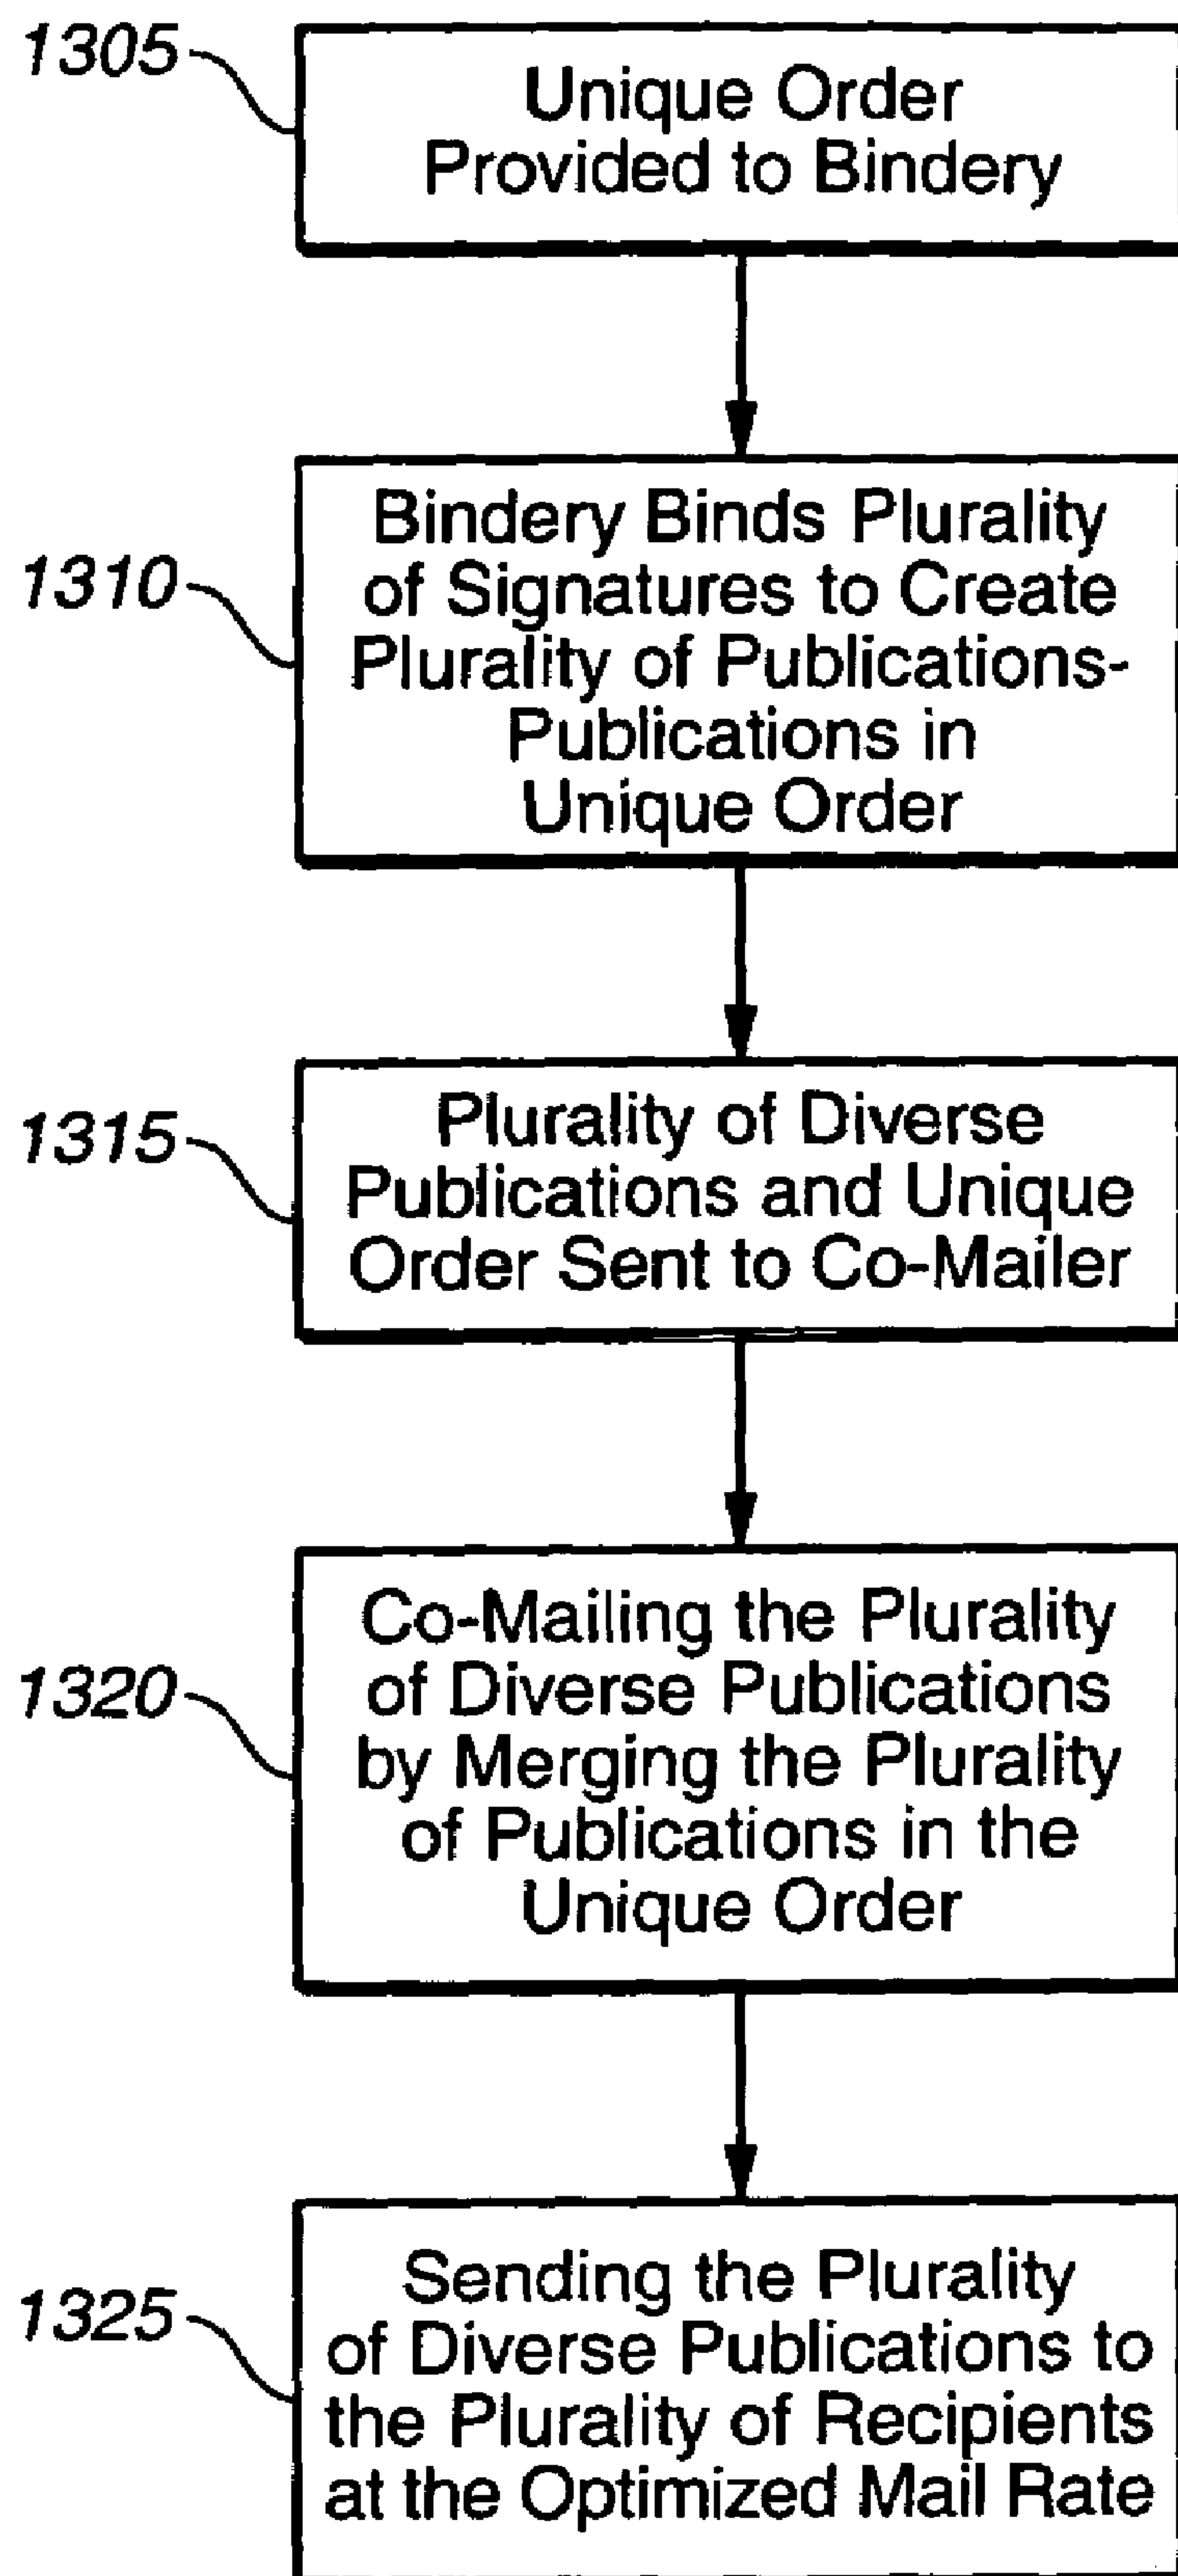 1305
Unique Order
Provided to Bindery
1310
Bindery Binds Plurality
of Signatures to Create
Plurality of Publications-
Publications in
Unique Order
1315
Plurality of Diverse
Publications and Unique
Order Sent to Co-Mailer
1320
Co-Mailing the Plurality
of Diverse Publications
by Merging the Plurality
of Publications in the
Unique Order
1325
Sending the Plurality
of Diverse Publications to
the Plurality of Recipients
at the Optimized Mail Rate